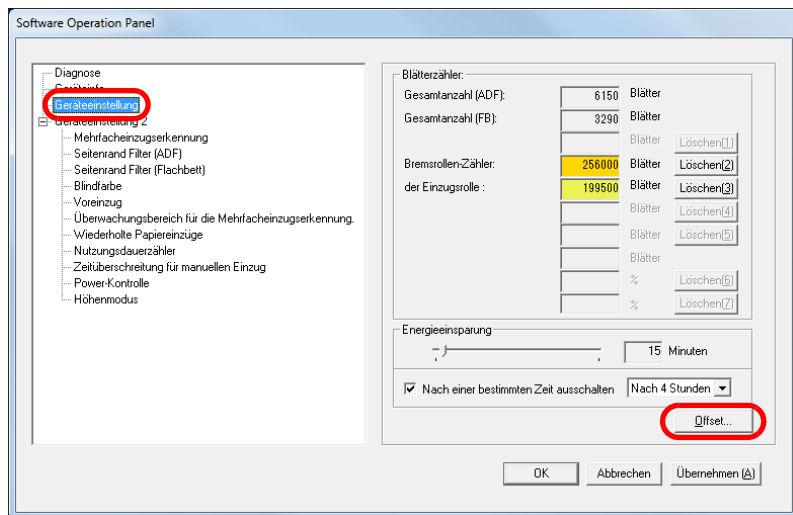 Software Operation Panel
Diagnose
Geräteinfo
Geräteeinstellung
Geräteeinstellung 2
Mehrfacheinzugserkennung
Seitenrand Filter (ADF)
Seitenrand Filter (Flachbett)
Blindfarbe
Voreinzug
Überwachungsbereich für die Mehrfacheinzugserkennung.
Wiederholte Papiereinzüge
Nutzungsdauerzähler
Zeitüberschreitung für manuellen Einzug
Power-Kontrolle
Höhenmodus
Blätterzähler:
Gesamtanzahl (ADF): 6150 Blätter
Gesamtanzahl (FB): 3290 Blätter
Blätter Löschen(1)
Bremsrollen-Zähler: 256000 Blätter Löschen(2)
der Einzugsrolle : 199500 Blätter Löschen(3)
Blätter Löschen(4)
Blätter Löschen(5)
Blätter
% Löschen(6)
% Löschen(7)
Energieeinsparung
15 Minuten
Nach einer bestimmten Zeit ausschalten Nach 4 Stunden
Offset...
OK Abbrechen Übernehmen (A)